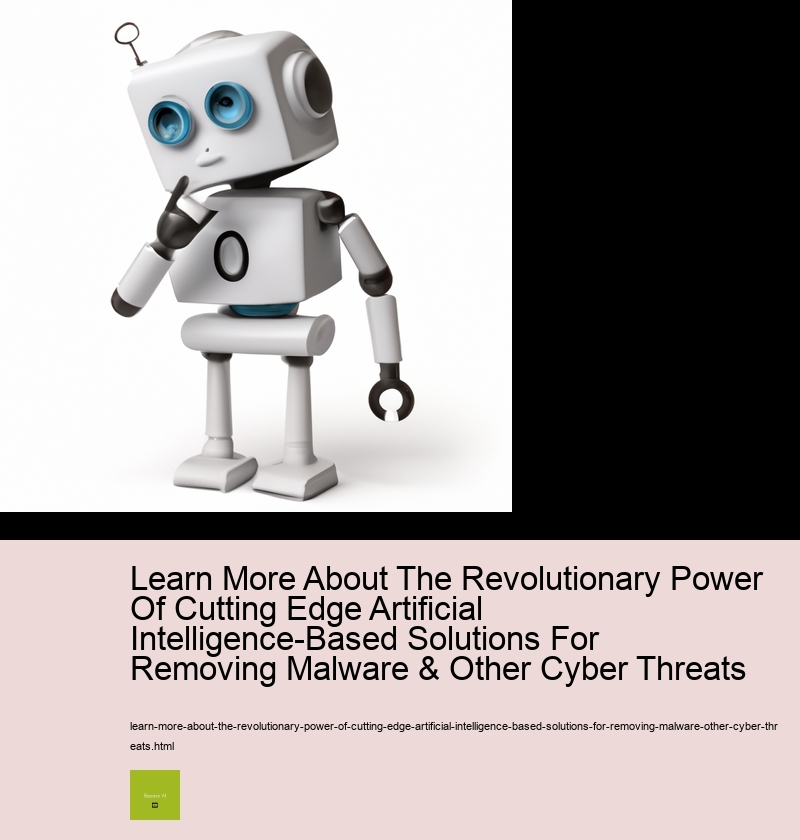 Learn More About The Revolutionary Power
Of Cutting Edge Artificial
Intelligence-Based Solutions For
Removing Malware & Other Cyber Threats
learn-more-about-the-revolutionary-power-of-cutting-edge-artificial-intelligence-based-solutions-for-removing-malware-other-cyber-thr
eats.html